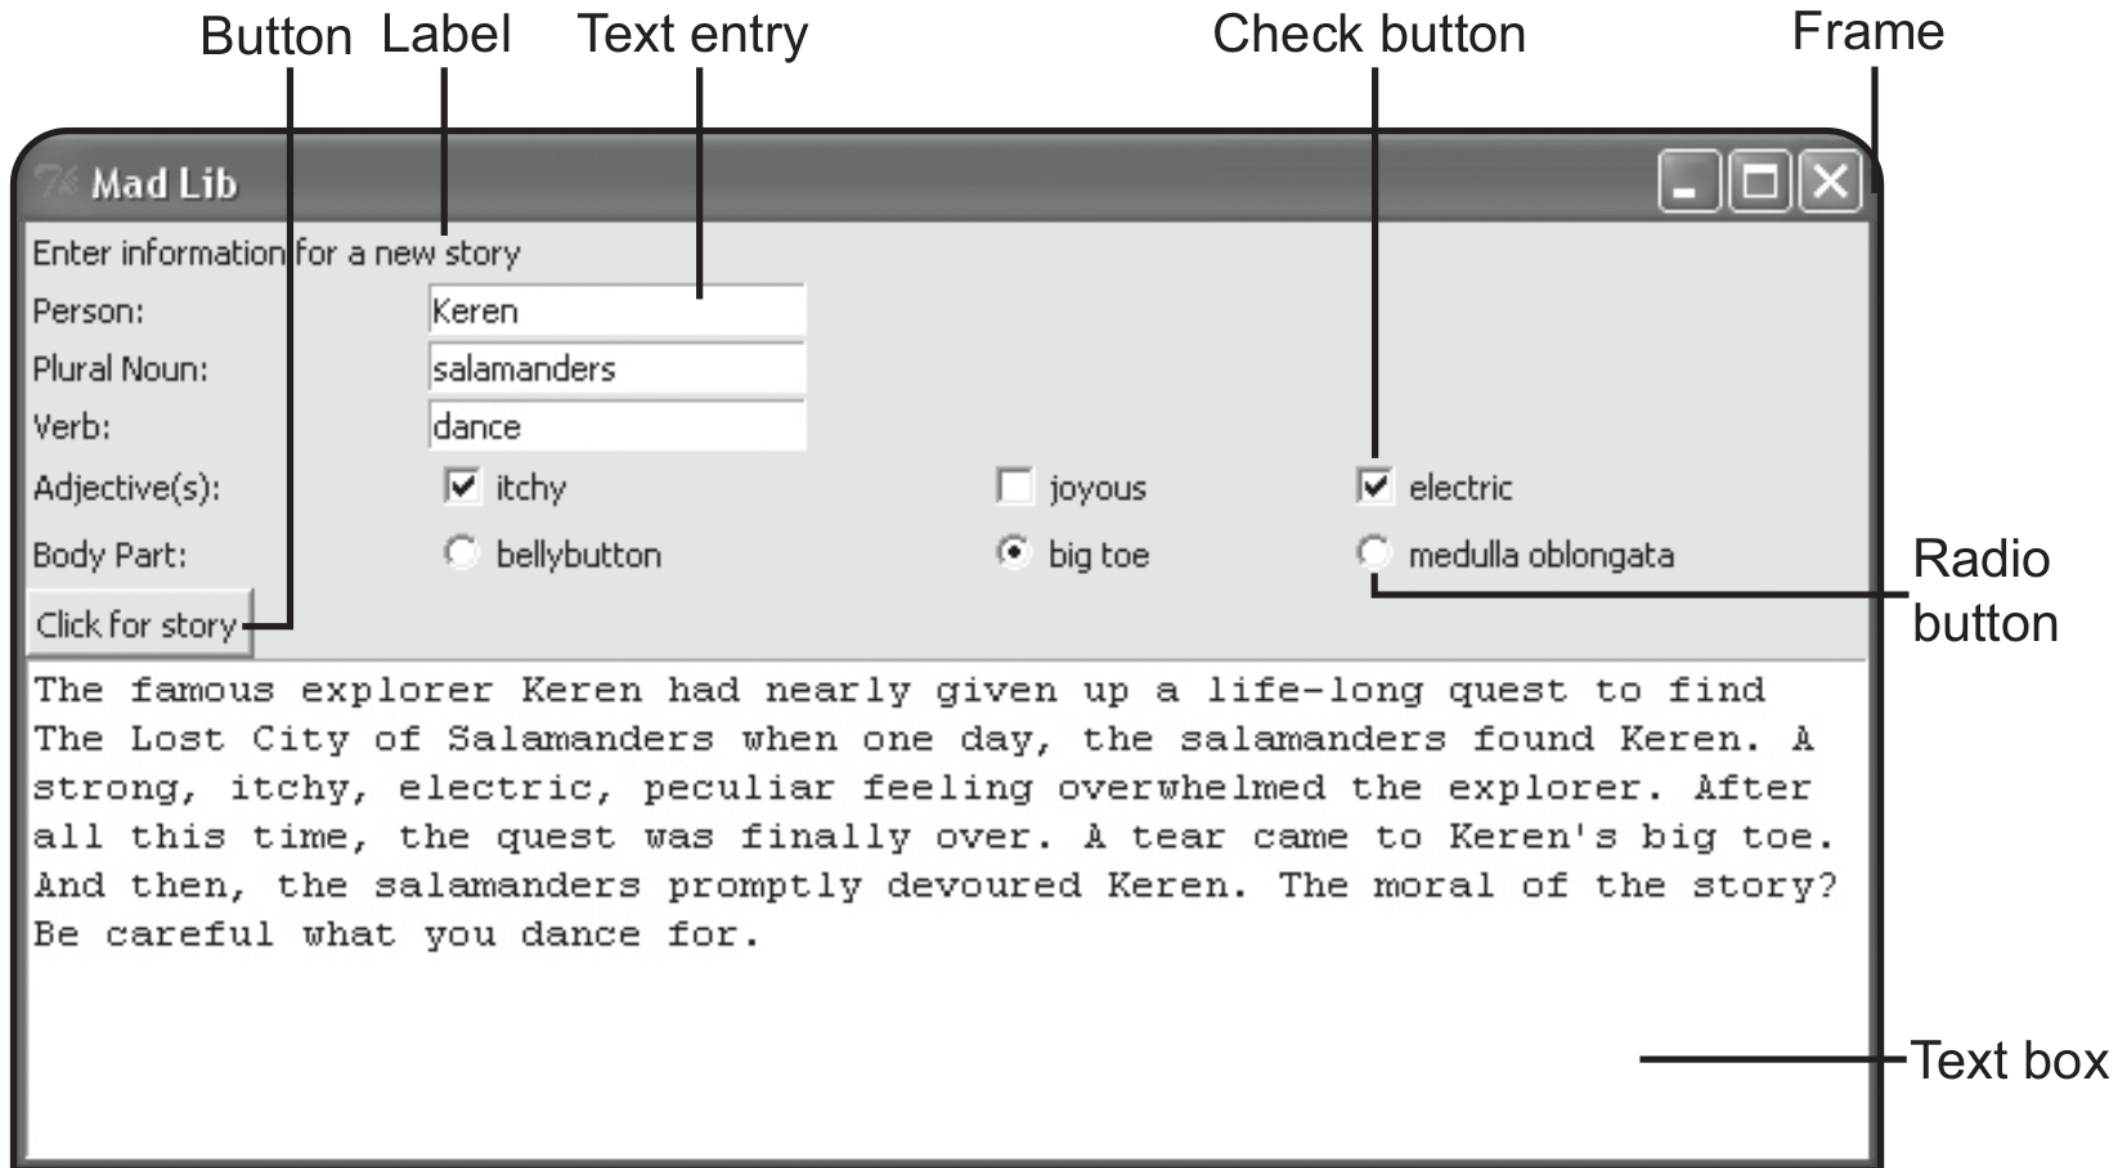 Button Label Text entry Check button Frame
Mad Lib
Enter information for a new story
Person: Keren
Plural Noun: salamanders
Verb: dance
Adjective(s): itchy joyous electric
Body Part: bellybutton big toe medulla oblongata
Radio
button
Click for story
The famous explorer Keren had nearly given up a life-long quest to find
The Lost City of Salamanders when one day, the salamanders found Keren. A
strong, itchy, electric, peculiar feeling overwhelmed the explorer. After
all this time, the quest was finally over. A tear came to Keren's big toe.
And then, the salamanders promptly devoured Keren. The moral of the story?
Be careful what you dance for.
Text box